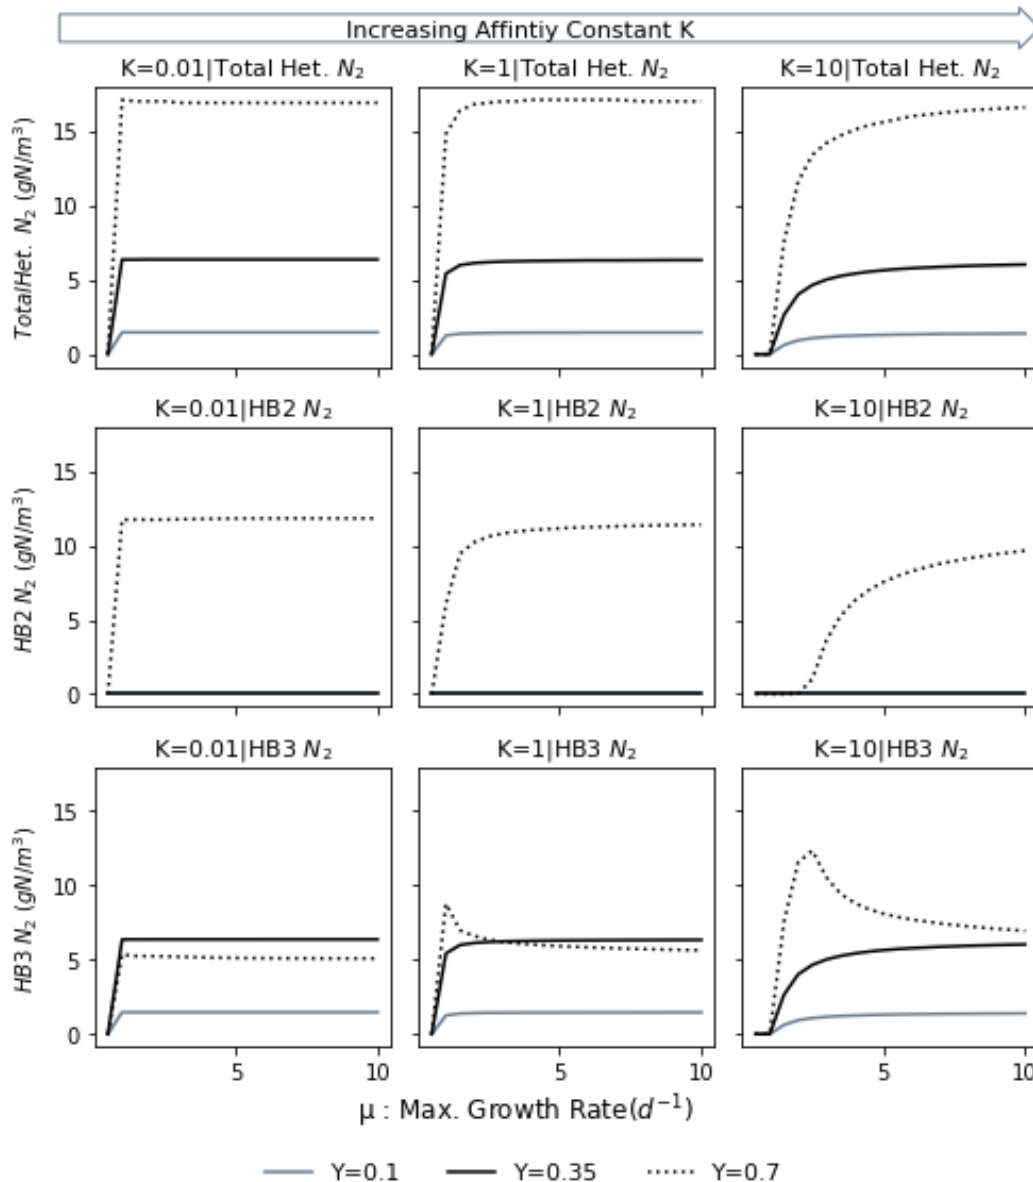 Increasing Affintiy Constant K
K=0.01|Total Het. N₂ K=1|Total Het. N₂ K=10|Total Het. N₂
TotalHet. N₂ (gN/m³)
15
10
5
0
K=0.01|HB2 N₂ K=1|HB2 N₂ K=10|HB2 N₂
HB2 N₂ (gN/m³)
15
10
5
0
K=0.01|HB3 N₂ K=1|HB3 N₂ K=10|HB3 N₂
HB3 N₂ (gN/m³)
15
10
5
0
5 10 5 10 5 10
μ : Max. Growth Rate(d⁻¹)
Y=0.1 Y=0.35 Y=0.7